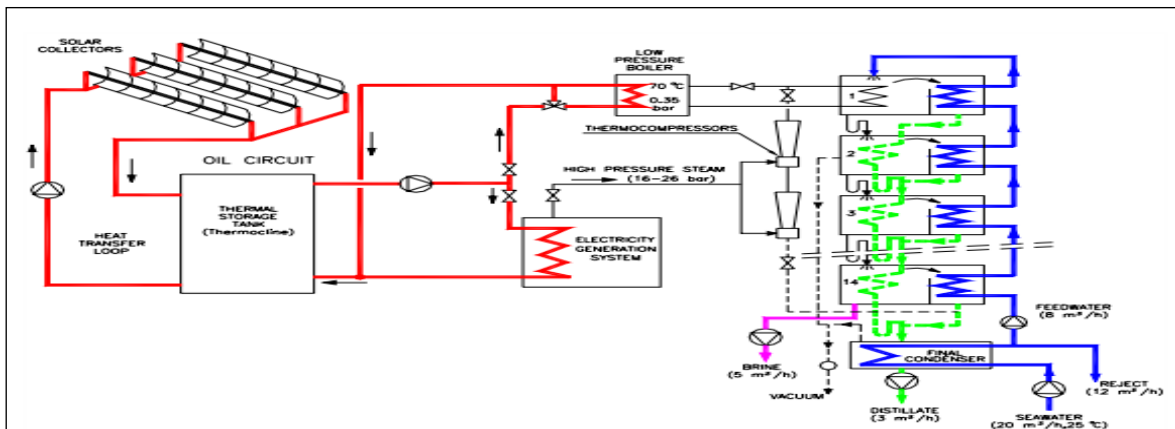 SOLAR
COLLECTORS
OIL CIRCUIT
THERMAL
STORAGE
TANK
(Thermocline)
HEAT
TRANSFER
LOOP
LOW
PRESSURE
BOILER
70 ºC
0.35
bar
THERMOCOMPRESSORS
HIGH PRESSURE STEAM
(16-26 bar)
ELECTRICITY
GENERATION
SYSTEM
1
2
3
14
FEEDWATER
(8 m³/h)
FINAL
CONDENSER
BRINE
(5 m³/h)
VACUUM
DISTILLATE
(3 m³/h)
REJECT
(12 m³/h)
SEAWATER
(20 m³/h,25 ºC)